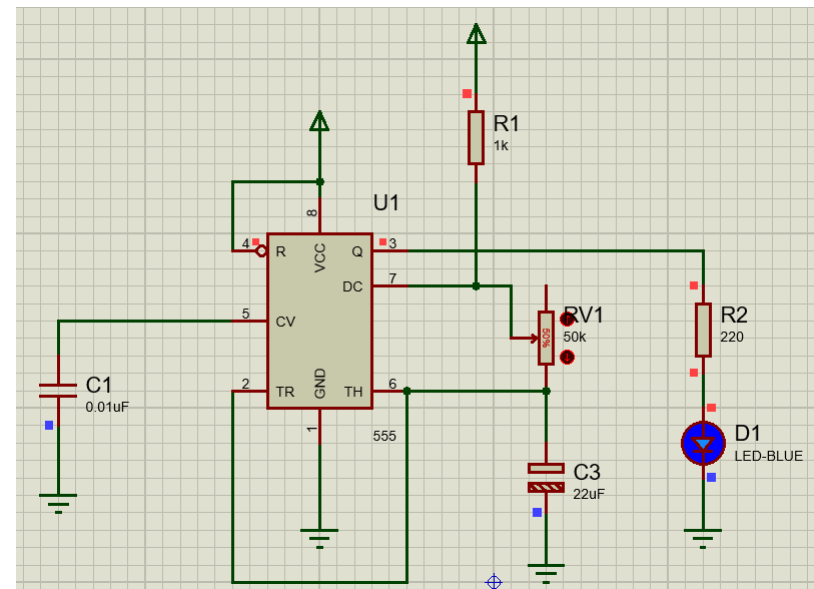 R1
1k
U1
8
4
R
VCC
Q
3
DC
7
5
CV
RV1
50%
50k
C1
0.01uF
2
TR
GND
TH
6
1
555
R2
220
C3
22uF
D1
LED-BLUE